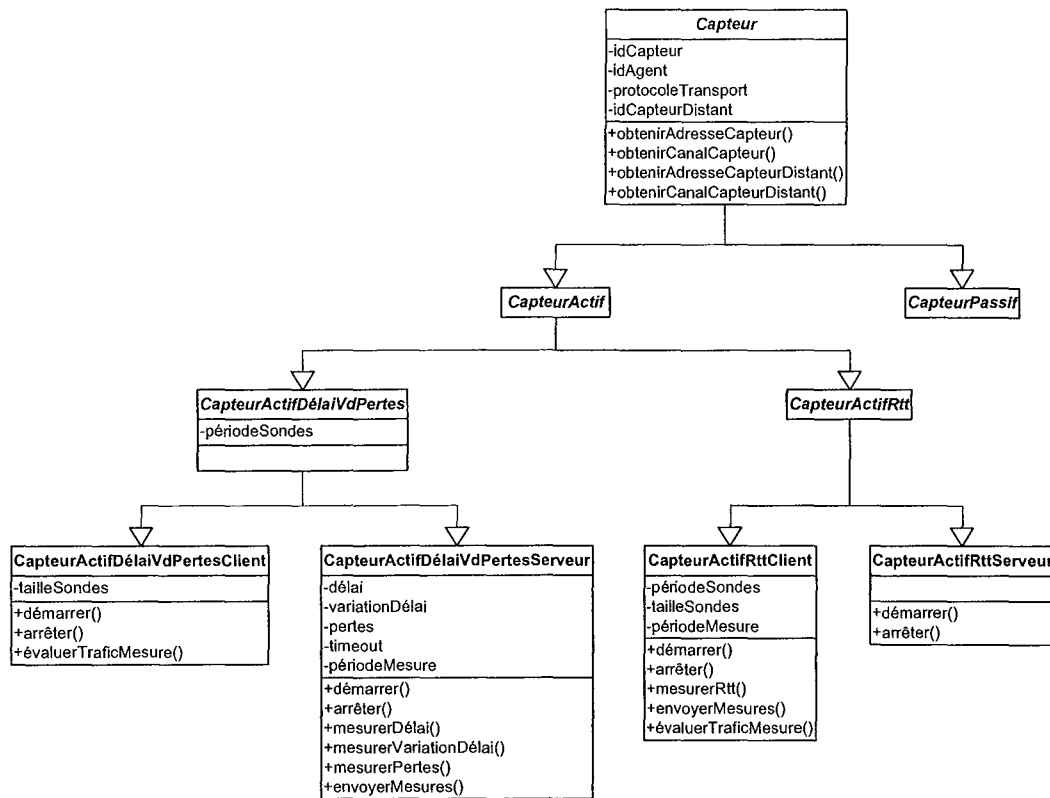 Capteur
-idCapteur
-idAgent
-protocoleTransport
-idCapteurDistant
+obtenirAdresseCapteur()
+obtenirCanalCapteur()
+obtenirAdresseCapteurDistant()
+obtenirCanalCapteurDistant()
CapteurActif
CapteurPassif
CapteurActifDélaiVdPertes
-périodeSondes
CapteurActifRtt
CapteurActifDélaiVdPertesClient
-tailleSondes
+démarrer()
+arrêter()
+évaluerTraficMesure()
CapteurActifDélaiVdPertesServeur
-délai
-variationDélai
-pertes
-timeout
-périodeMesure
+démarrer()
+arrêter()
+mesurerDélai()
+mesurerVariationDélai()
+mesurerPertes()
+envoyerMesures()
CapteurActifRttClient
-périodeSondes
-tailleSondes
-périodeMesure
+démarrer()
+arrêter()
+mesurerRtt()
+envoyerMesures()
+évaluerTraficMesure()
CapteurActifRttServeur
+démarrer()
+arrêter()